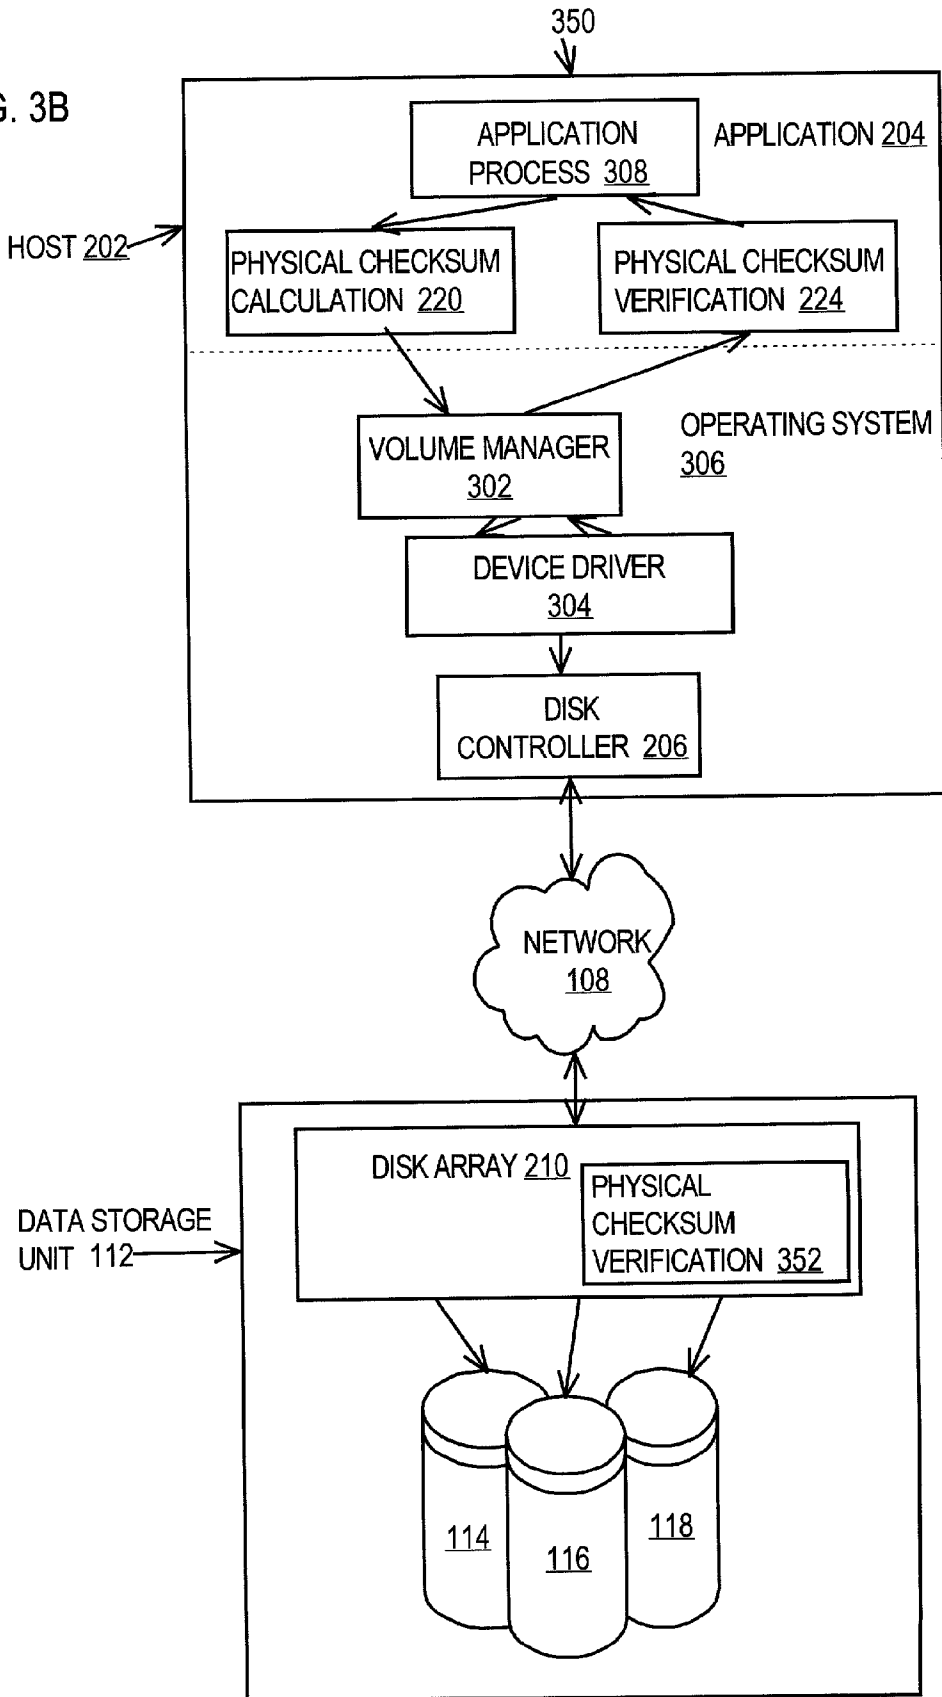 350
G. 3B
APPLICATION
PROCESS 308
APPLICATION 204
HOST 202
PHYSICAL CHECKSUM
CALCULATION 220
PHYSICAL CHECKSUM
VERIFICATION 224
VOLUME MANAGER
302
OPERATING SYSTEM
306
DEVICE DRIVER
304
DISK
CONTROLLER 206
NETWORK
108
DISK ARRAY 210
PHYSICAL
CHECKSUM
VERIFICATION 352
DATA STORAGE
UNIT 112
114
116
118